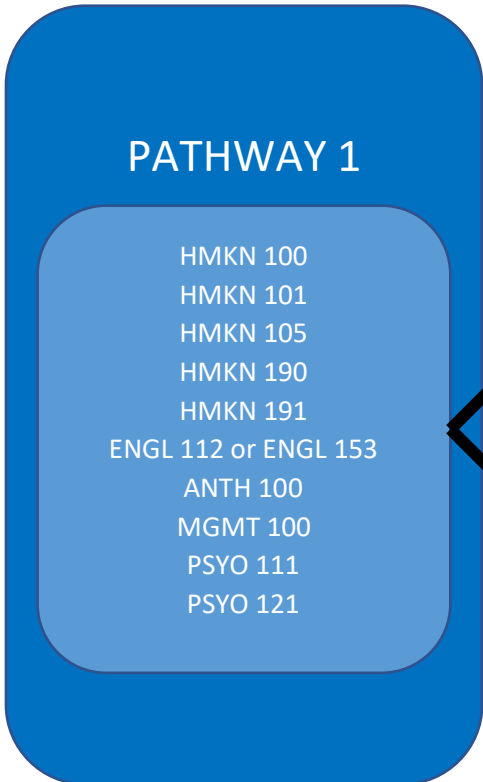 PATHWAY 1
HMKN 100
HMKN 101
HMKN 105
HMKN 190
HMKN 191
ENGL 112 or ENGL 153
ANTH 100
MGMT 100
PSYO 111
PSYO 121